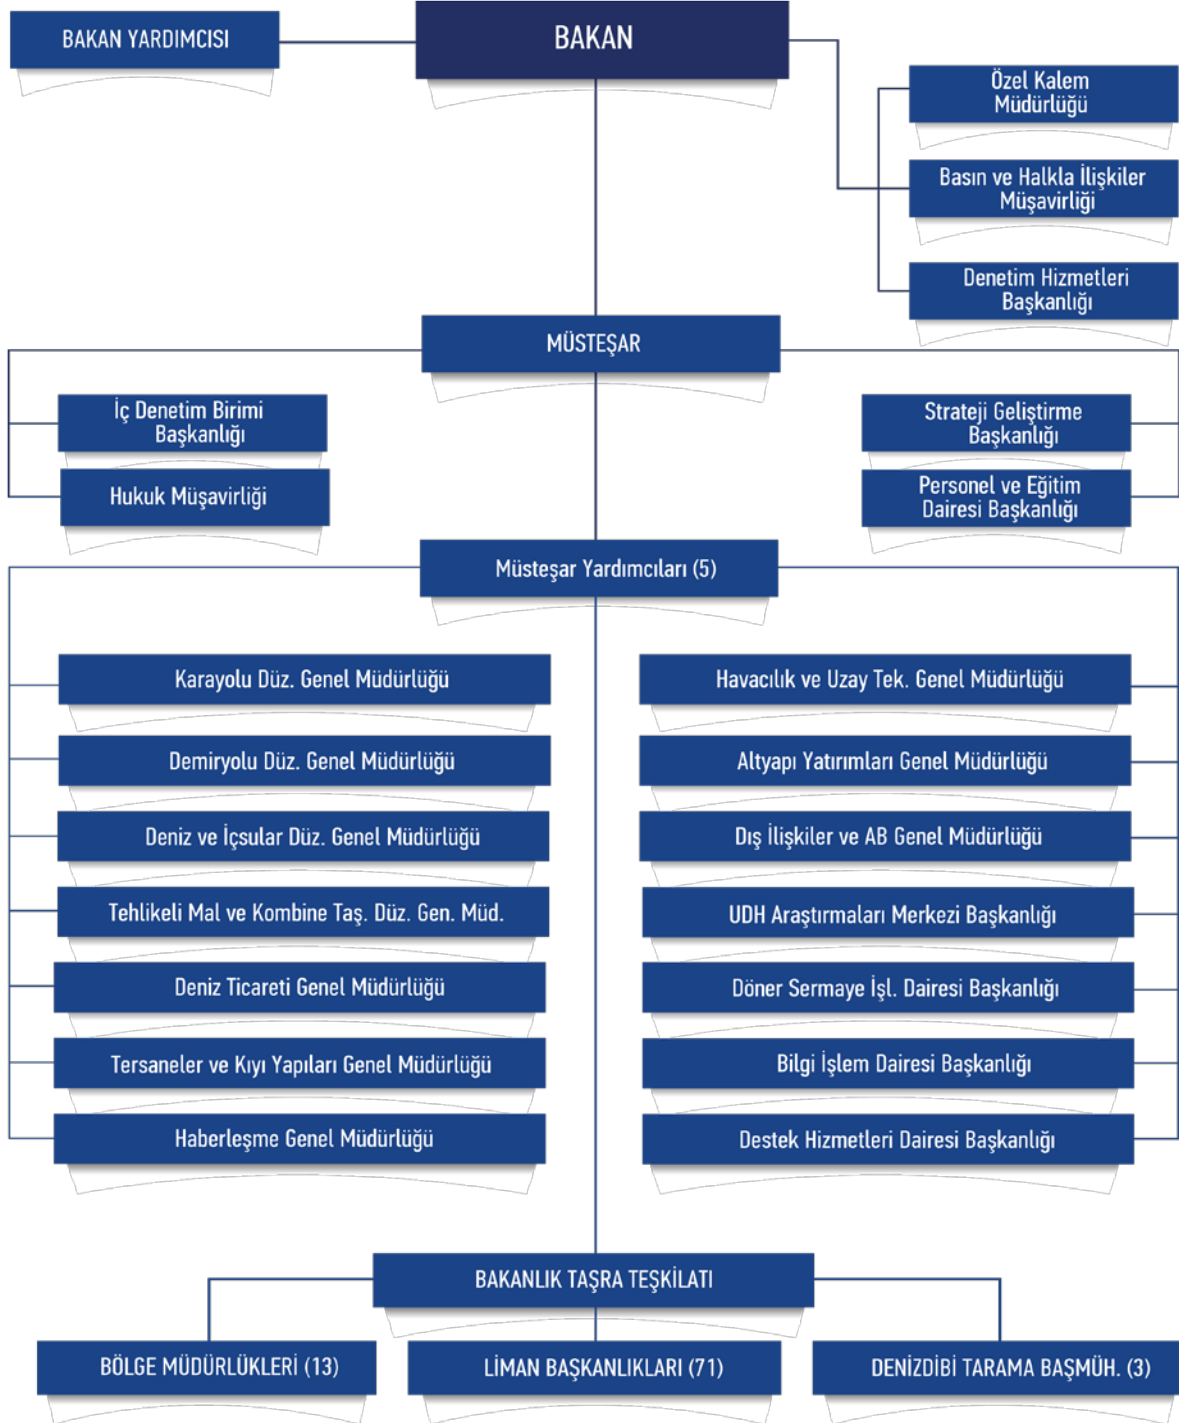 BAKAN YARDIMCISI
BAKAN
Özel Kalem
Müdürlüğü
Basın ve Halkla İlişkiler
Müşavirliği
Denetim Hizmetleri
Başkanlığı
MÜSTEŞAR
İç Denetim Birimi
Başkanlığı
Hukuk Müşavirliği
Strateji Geliştirme
Başkanlığı
Personel ve Eğitim
Dairesi Başkanlığı
Müsteşar Yardımcıları (5)
Karayolu Düz. Genel Müdürlüğü
Demiryolu Düz. Genel Müdürlüğü
Deniz ve İçsular Düz. Genel Müdürlüğü
Tehlikeli Mal ve Kombine Taş. Düz. Gen. Müd.
Deniz Ticareti Genel Müdürlüğü
Tersaneler ve Kıyı Yapıları Genel Müdürlüğü
Haberleşme Genel Müdürlüğü
Havacılık ve Uzay Tek. Genel Müdürlüğü
Altyapı Yatırımları Genel Müdürlüğü
Dış İlişkiler ve AB Genel Müdürlüğü
UDH Araştırmaları Merkezi Başkanlığı
Döner Sermaye İşl. Dairesi Başkanlığı
Bilgi İşlem Dairesi Başkanlığı
Destek Hizmetleri Dairesi Başkanlığı
BAKANLIK TAŞRA TEŞKİLATI
BÖLGE MÜDÜRLÜKLERİ (13)
LİMAN BAŞKANLIKLARI (71)
DENİZDİBİ TARAMA BAŞMÜH. (3)